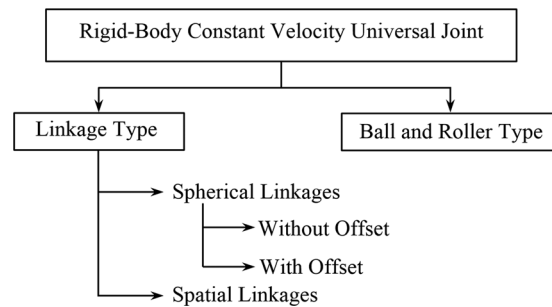 Rigid-Body Constant Velocity Universal Joint
Linkage Type
Ball and Roller Type
Spherical Linkages
Without Offset
With Offset
Spatial Linkages